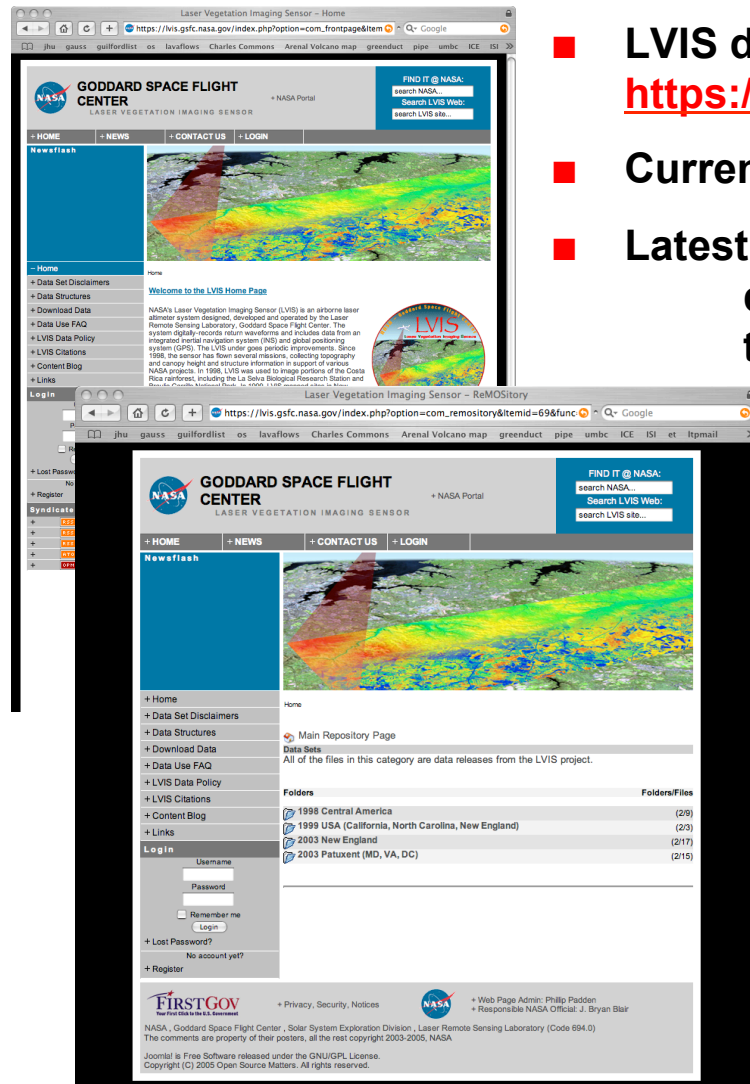 Laser Vegetation Imaging Sensor – Home
https://lvis.gsfc.nasa.gov/index.php?option=com_frontpage&Item
Google
jhu gauss guilfordlist os lavaflows Charles Commons Arenal Volcano map greenduct pipe umbc ICE ISI »
NASA
GODDARD SPACE FLIGHT
CENTER
LASER VEGETATION IMAGING SENSOR
+ NASA Portal
FIND IT @ NASA:
search NASA...
Search LVIS Web:
search LVIS site...
+ HOME + NEWS + CONTACT US + LOGIN
Newsflash
– Home
+ Data Set Disclaimers
+ Data Structures
+ Download Data
+ Data Use FAQ
+ LVIS Data Policy
+ LVIS Citations
+ Content Blog
+ Links
Login
+ Lost Passw
No
+ Register
Syndicate
Home
Welcome to the LVIS Home Page
NASA's Laser Vegetation Imaging Sensor (LVIS) is an airborne laser
altimeter system designed, developed and operated by the Laser
Remote Sensing Laboratory, Goddard Space Flight Center. The
system digitally-records return waveforms and includes data from an
integrated inertial navigation system (INS) and global positioning
system (GPS). The LVIS under goes periodic improvements. Since
1998, the sensor has flown several missions, collecting topography
and canopy height and structure information in support of various
NASA projects. In 1998, LVIS was used to image portions of the Costa
Rica rainforest, including the La Selva Biological Research Station and
Goddard Space Flight Center
LVIS
Laser Vegetation Imaging Sensor
■ LVIS d
https:/
■ Curren
■ Latest
Laser Vegetation Imaging Sensor – ReMOSitory
https://lvis.gsfc.nasa.gov/index.php?option=com_remository&Itemid=69&func=
Google
jhu gauss guilfordlist os lavaflows Charles Commons Arenal Volcano map greenduct pipe umbc ICE ISI et ltpmail
NASA
GODDARD SPACE FLIGHT
CENTER
LASER VEGETATION IMAGING SENSOR
+ NASA Portal
FIND IT @ NASA:
search NASA...
Search LVIS Web:
search LVIS site...
+ HOME + NEWS + CONTACT US + LOGIN
Newsflash
+ Home
+ Data Set Disclaimers
+ Data Structures
+ Download Data
+ Data Use FAQ
+ LVIS Data Policy
+ LVIS Citations
+ Content Blog
+ Links
Login
Username
Password
Remember me
Login
+ Lost Password?
No account yet?
+ Register
Home
Main Repository Page
Data Sets
All of the files in this category are data releases from the LVIS project.
Folders Folders/Files
1998 Central America (2/9)
1999 USA (California, North Carolina, New England) (2/3)
2003 New England (2/17)
2003 Patuxent (MD, VA, DC) (2/15)
FIRSTGOV
Your First Click to the U.S. Government
+ Privacy, Security, Notices
NASA
+ Web Page Admin: Phillip Padden
+ Responsible NASA Official: J. Bryan Blair
NASA , Goddard Space Flight Center , Solar System Exploration Division , Laser Remote Sensing Laboratory (Code 694.0)
The comments are property of their posters, all the rest copyright 2003-2005, NASA
Joomla! is Free Software released under the GNU/GPL License.
Copyright (C) 2005 Open Source Matters. All rights reserved.